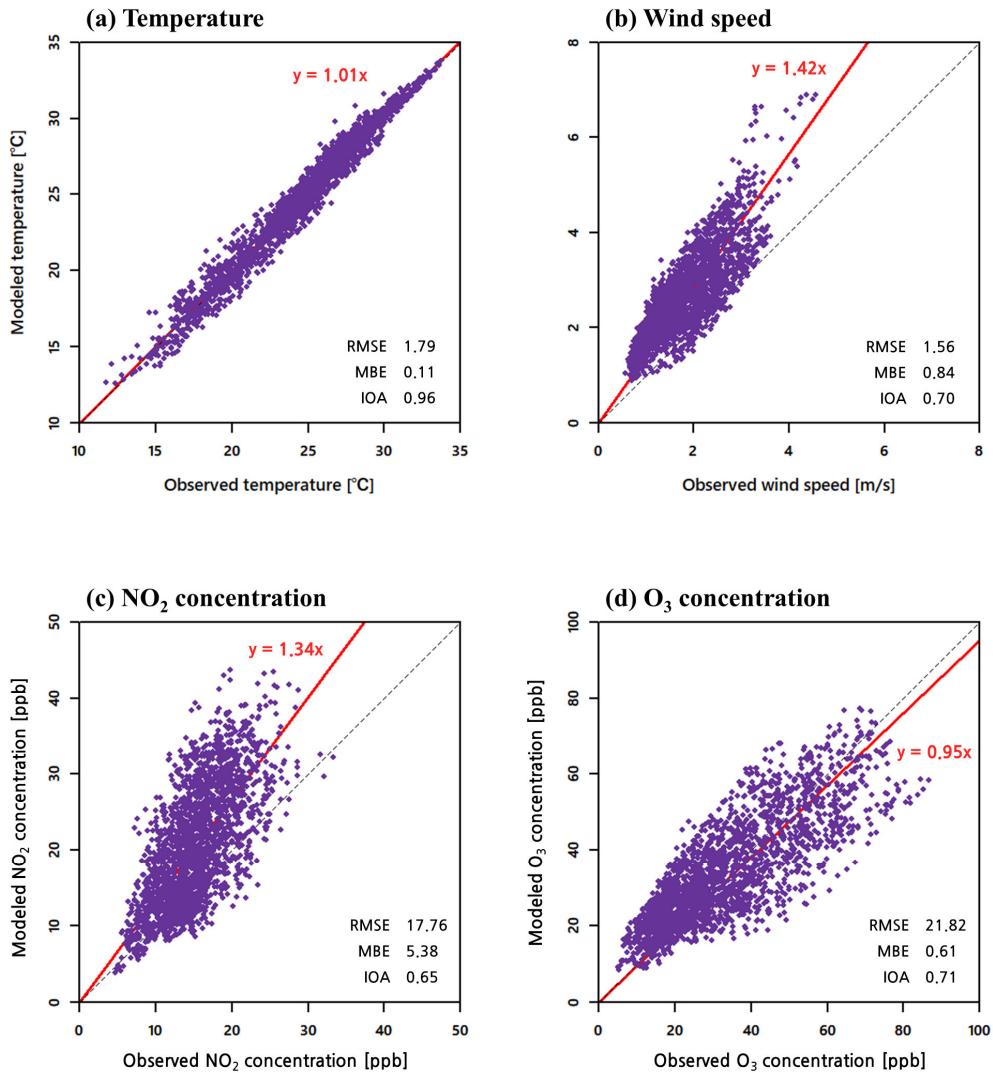 (a) Temperature
35
30
25
20
15
10
10 15 20 25 30 35
Modeled temperature [°C]
Observed temperature [°C]
y = 1.01x
RMSE 1.79
MBE 0.11
IOA 0.96
(b) Wind speed
8
6
4
2
0
0 2 4 6 8
Modeled wind speed [m/s]
Observed wind speed [m/s]
y = 1.42x
RMSE 1.56
MBE 0.84
IOA 0.70
(c) NO₂ concentration
50
40
30
20
10
0
0 10 20 30 40 50
Modeled NO₂ concentration [ppb]
Observed NO₂ concentration [ppb]
y = 1.34x
RMSE 17.76
MBE 5.38
IOA 0.65
(d) O₃ concentration
100
80
60
40
20
0
0 20 40 60 80 100
Modeled O₃ concentration [ppb]
Observed O₃ concentration [ppb]
y = 0.95x
RMSE 21.82
MBE 0.61
IOA 0.71